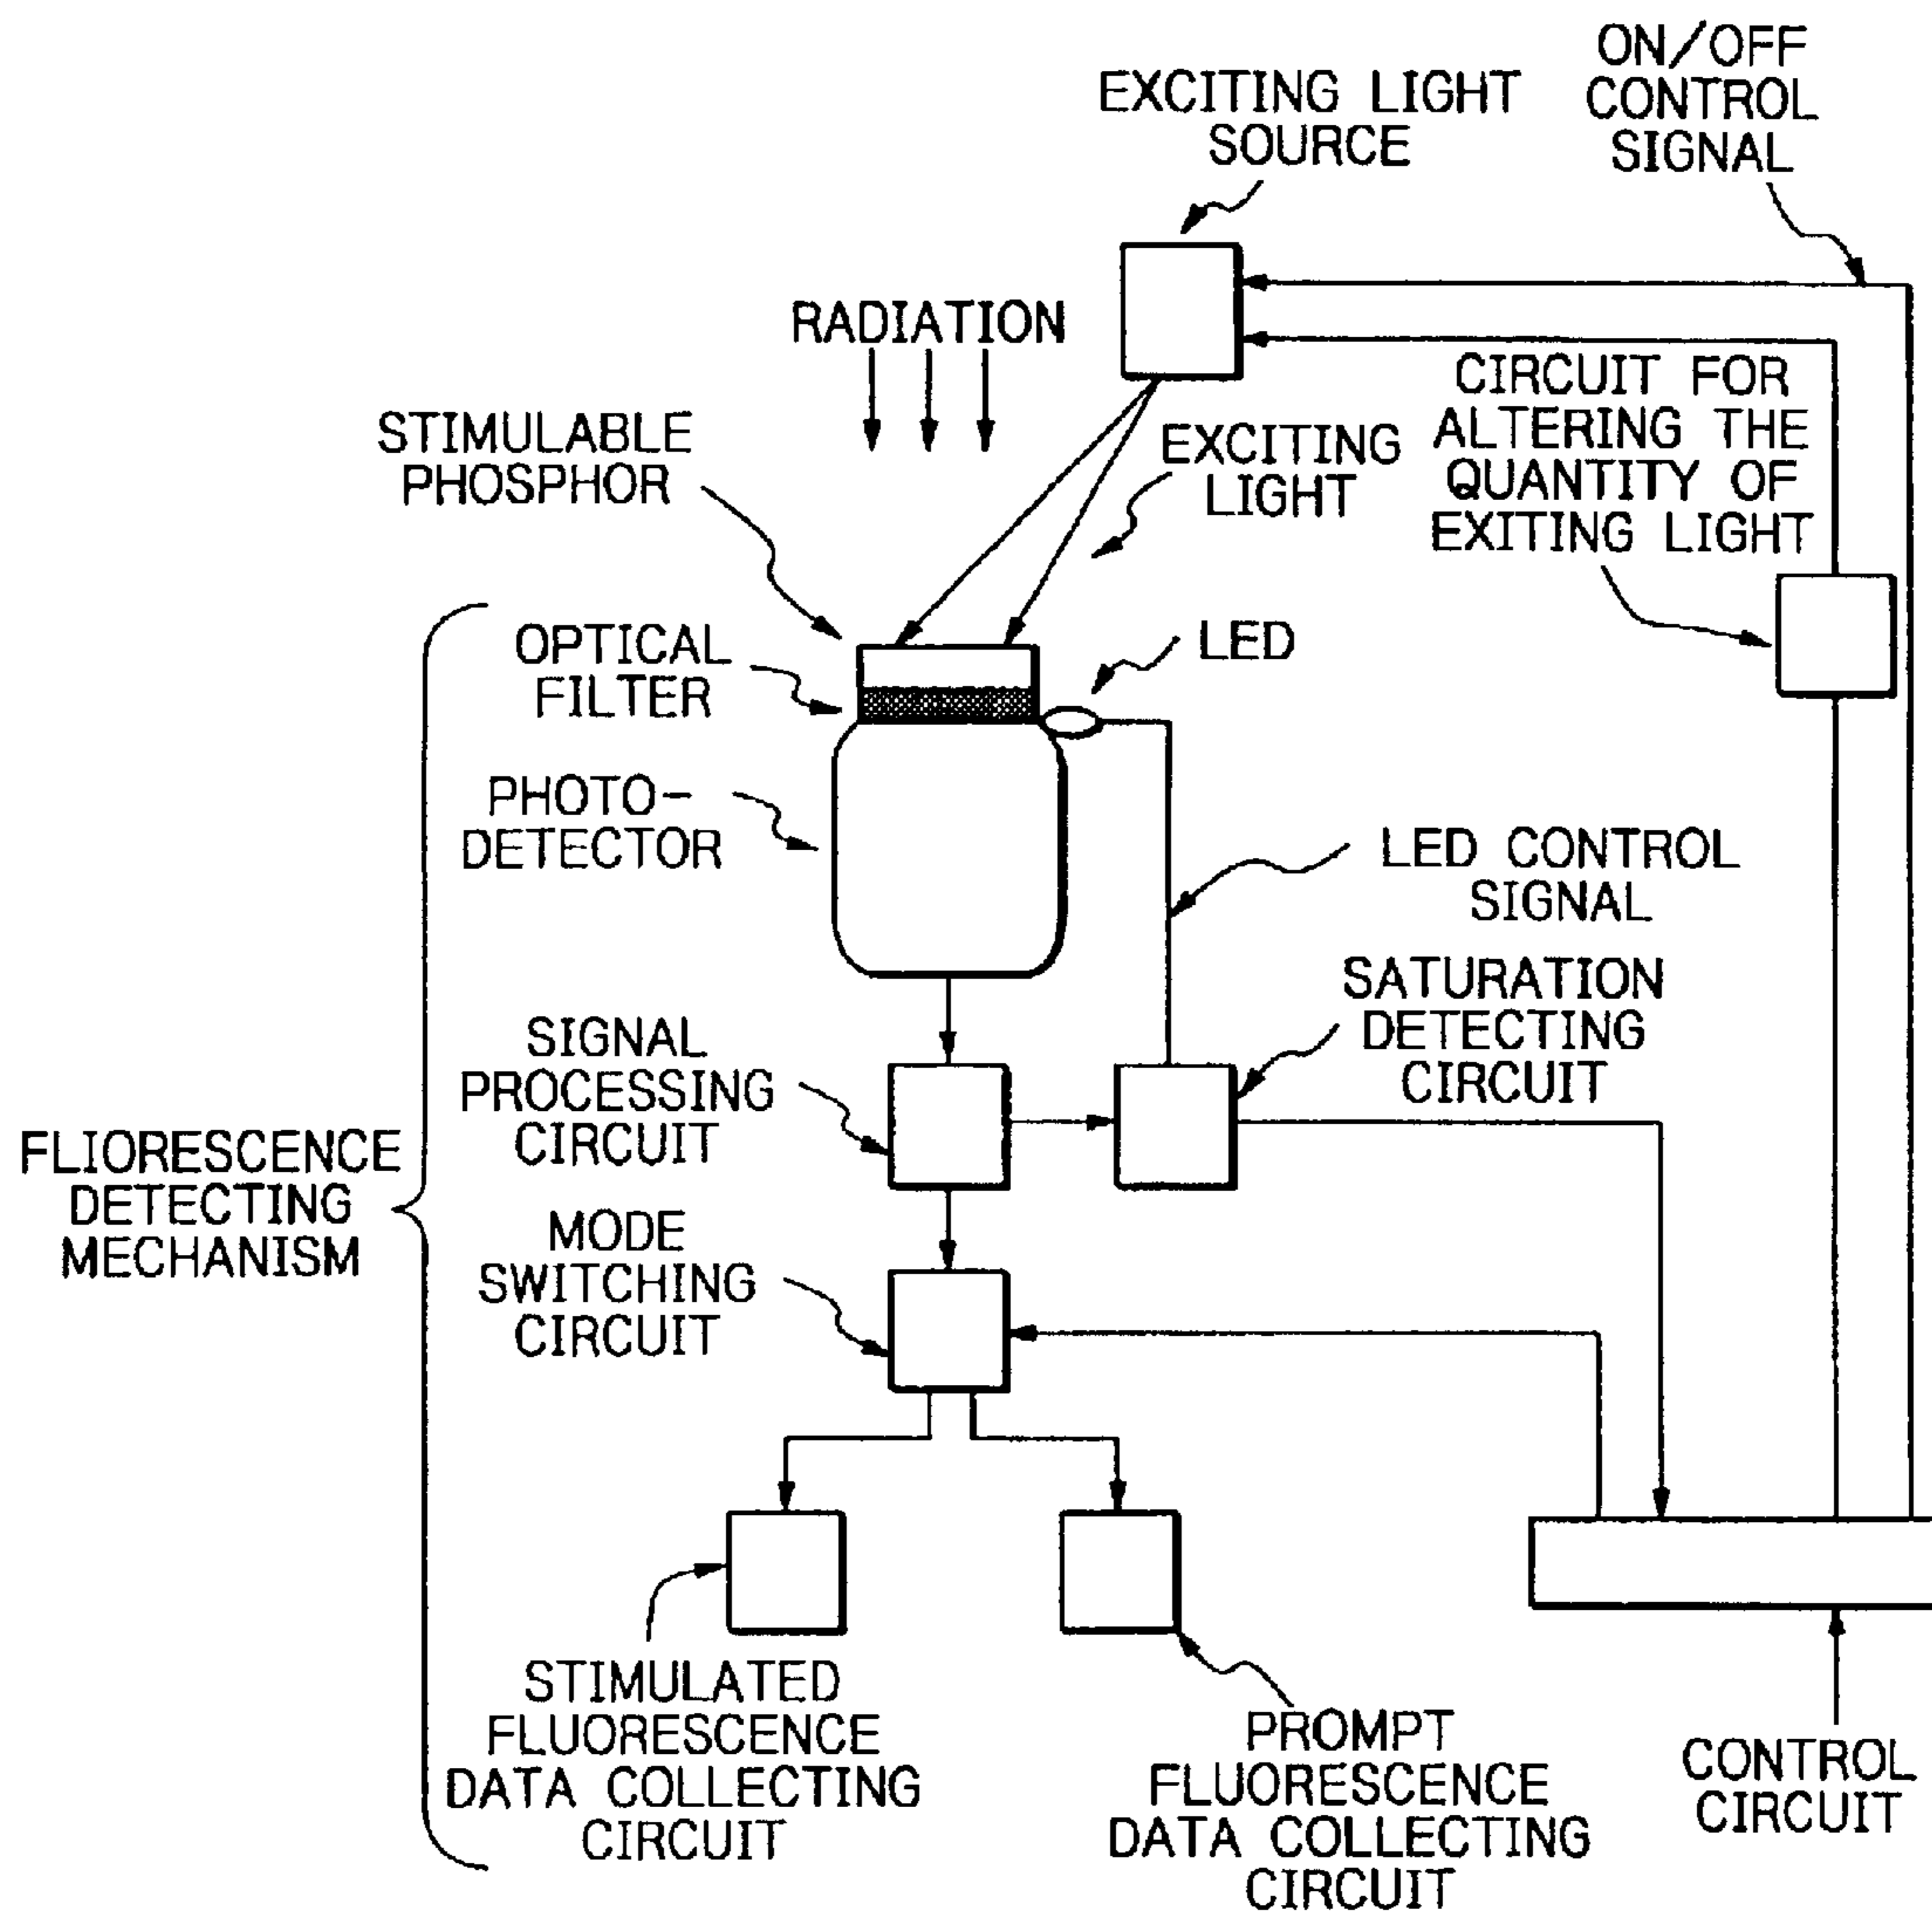 ON/OFF
CONTROL
SIGNAL
EXCITING LIGHT
SOURCE
RADIATION
CIRCUIT FOR
ALTERING THE
QUANTITY OF
EXITING LIGHT
STIMULABLE
PHOSPHOR
EXCITING
LIGHT
OPTICAL
FILTER
LED
PHOTO-
DETECTOR
LED CONTROL
SIGNAL
SATURATION
DETECTING
CIRCUIT
SIGNAL
PROCESSING
CIRCUIT
FLIORESCENCE
DETECTING
MECHANISM
MODE
SWITCHING
CIRCUIT
STIMULATED
FLUORESCENCE
DATA COLLECTING
CIRCUIT
PROMPT
FLUORESCENCE
DATA COLLECTING
CIRCUIT
CONTROL
CIRCUIT